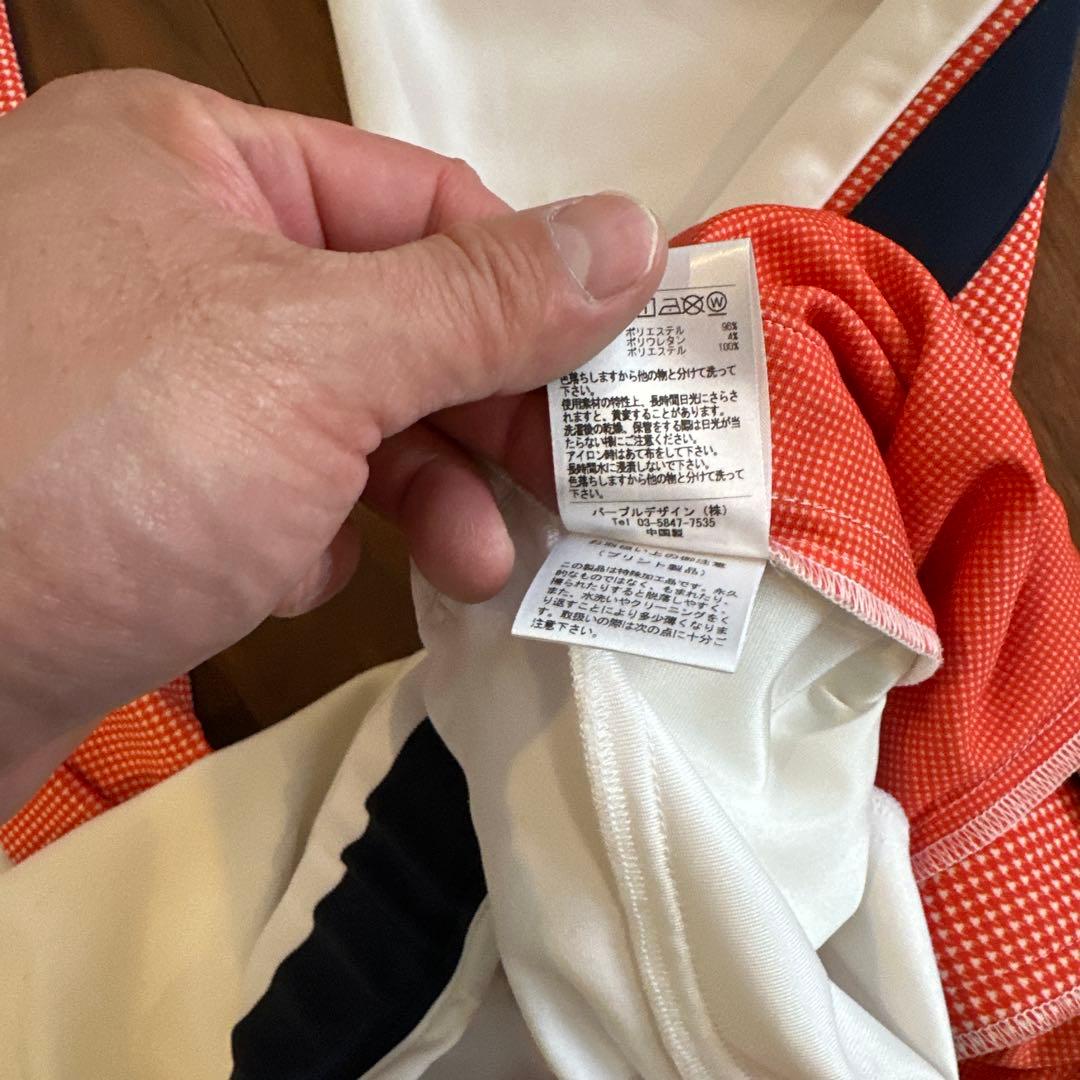 W
ポリエステル 96%
ポリウレタン 4%
ポリエステル 100%
色落ちしますから他の物と分けて洗って
下さい。
使用素材の特性上、長時間日光にさらさ
れますと、黄変することがあります。
洗濯後の乾燥、保管をする際は日光が当
たらない様にご注意ください。
アイロン時はあて布をして下さい。
長時間水に浸漬しないで下さい。
色落ちしますから他の物と分けて洗って
下さい。
パープルデザイン(株)
Tel 03-5847-7535
中国製
お取扱い上の御注意
(プリント製品)
この製品は特殊加工品です。永久
的なものではなく、もまれたり、
擦られたりすると脱落しやすく、
また、水洗いやクリーニングをく
り返すことにより多少薄くなりま
す。取扱いの際は次の点に十分ご
注意下さい。